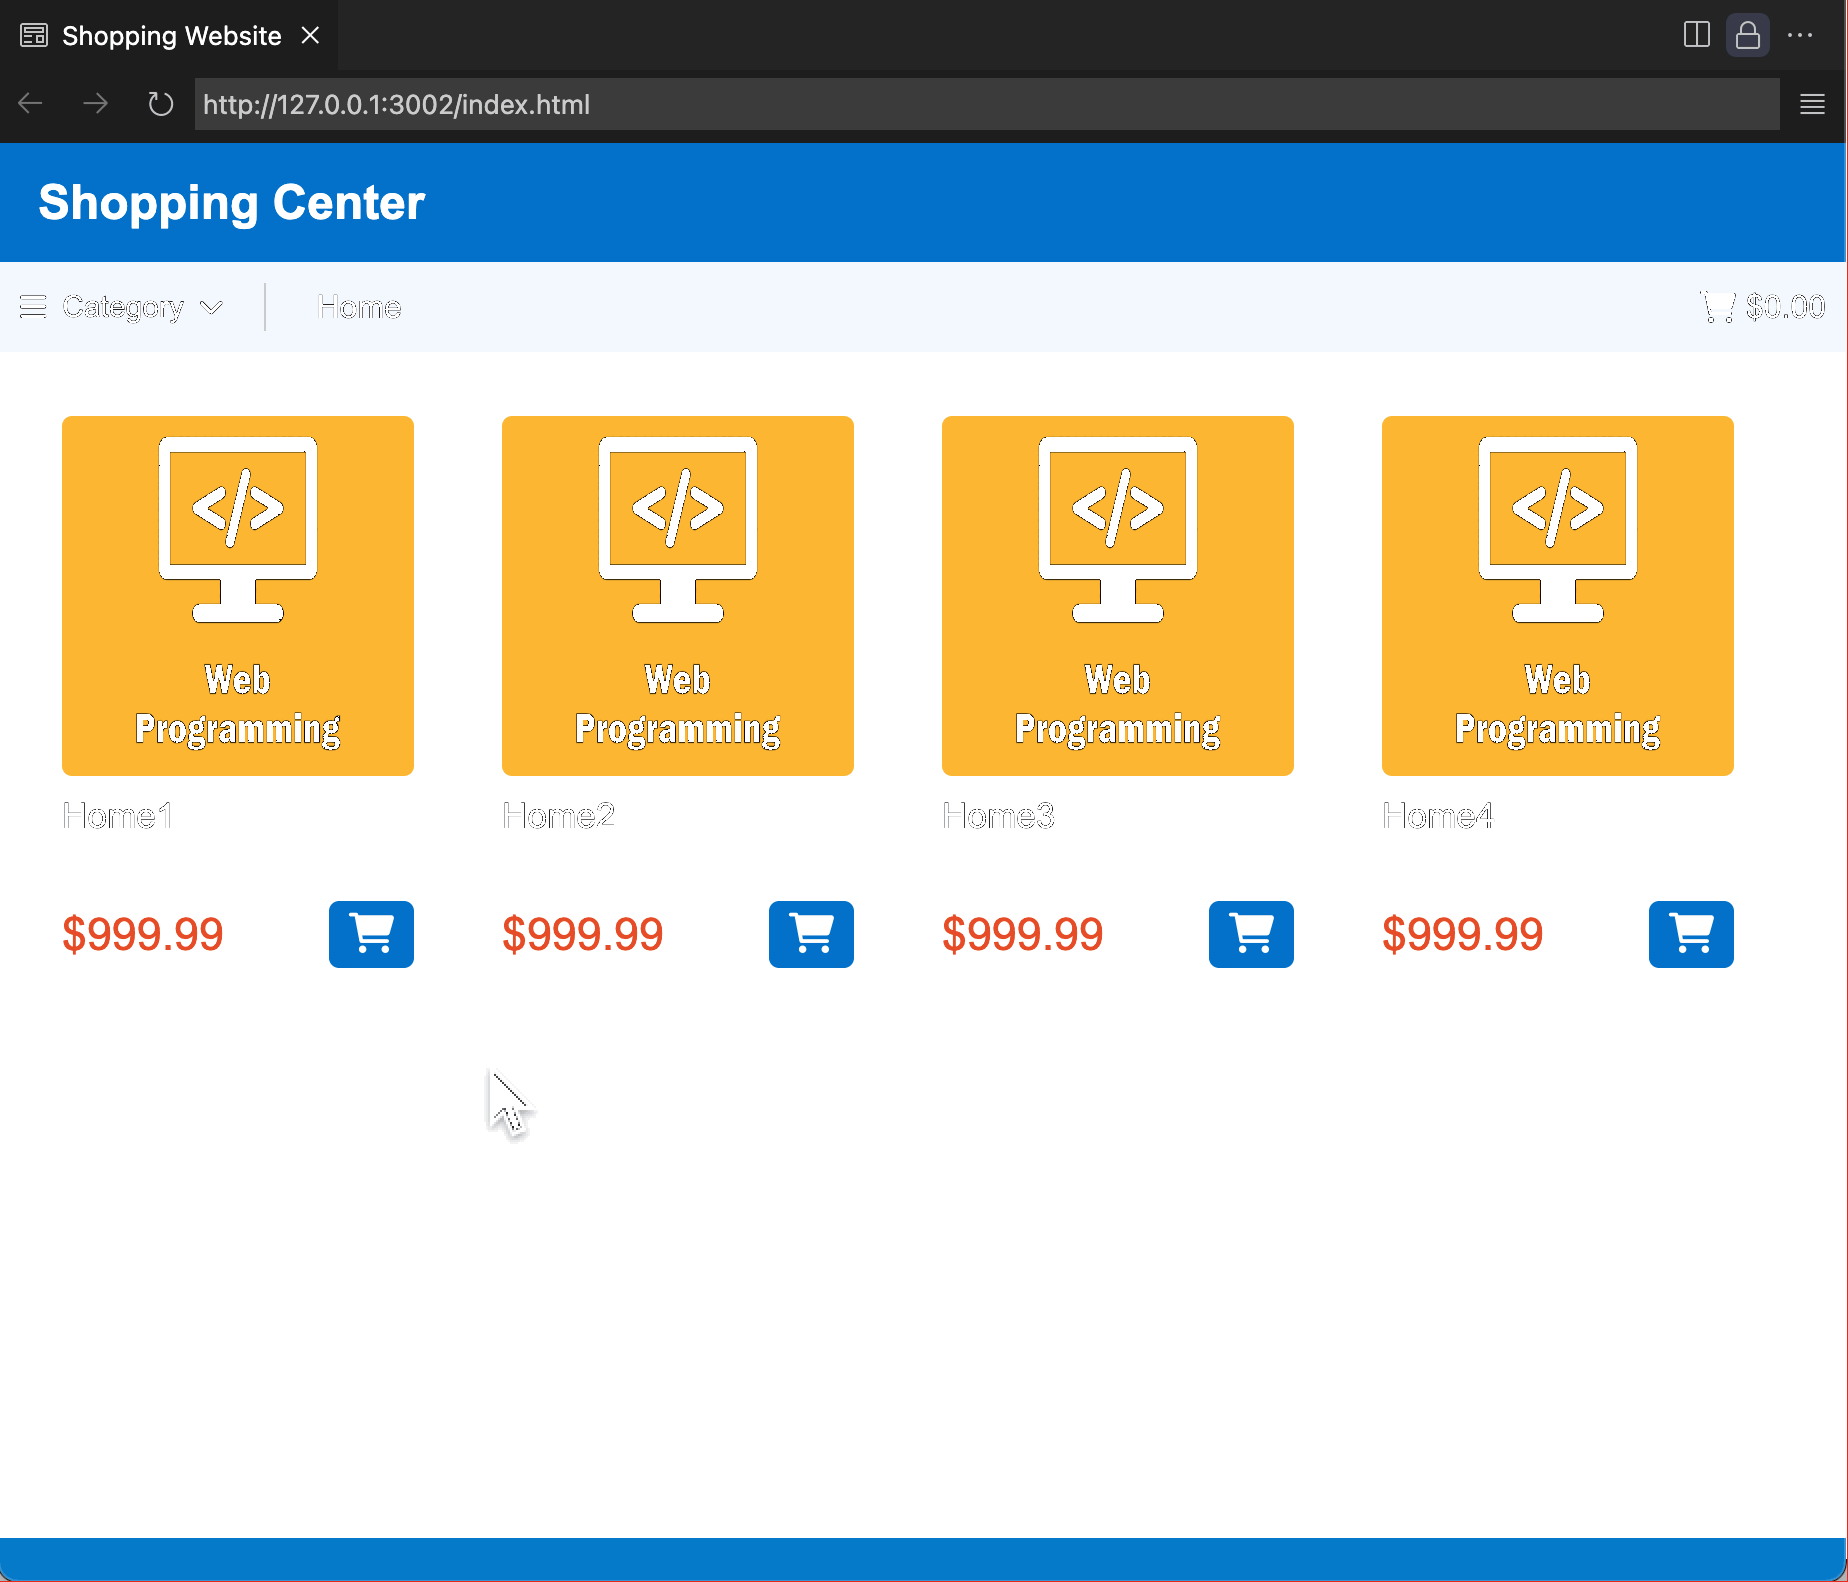 Shopping Website
http://127.0.0.1:3002/index.html
Shopping Center
Category
Home
$0.00
</>
Web
Programming
Home1
$999.99
</>
Web
Programming
Home2
$999.99
</>
Web
Programming
Home3
$999.99
</>
Web
Programming
Home4
$999.99